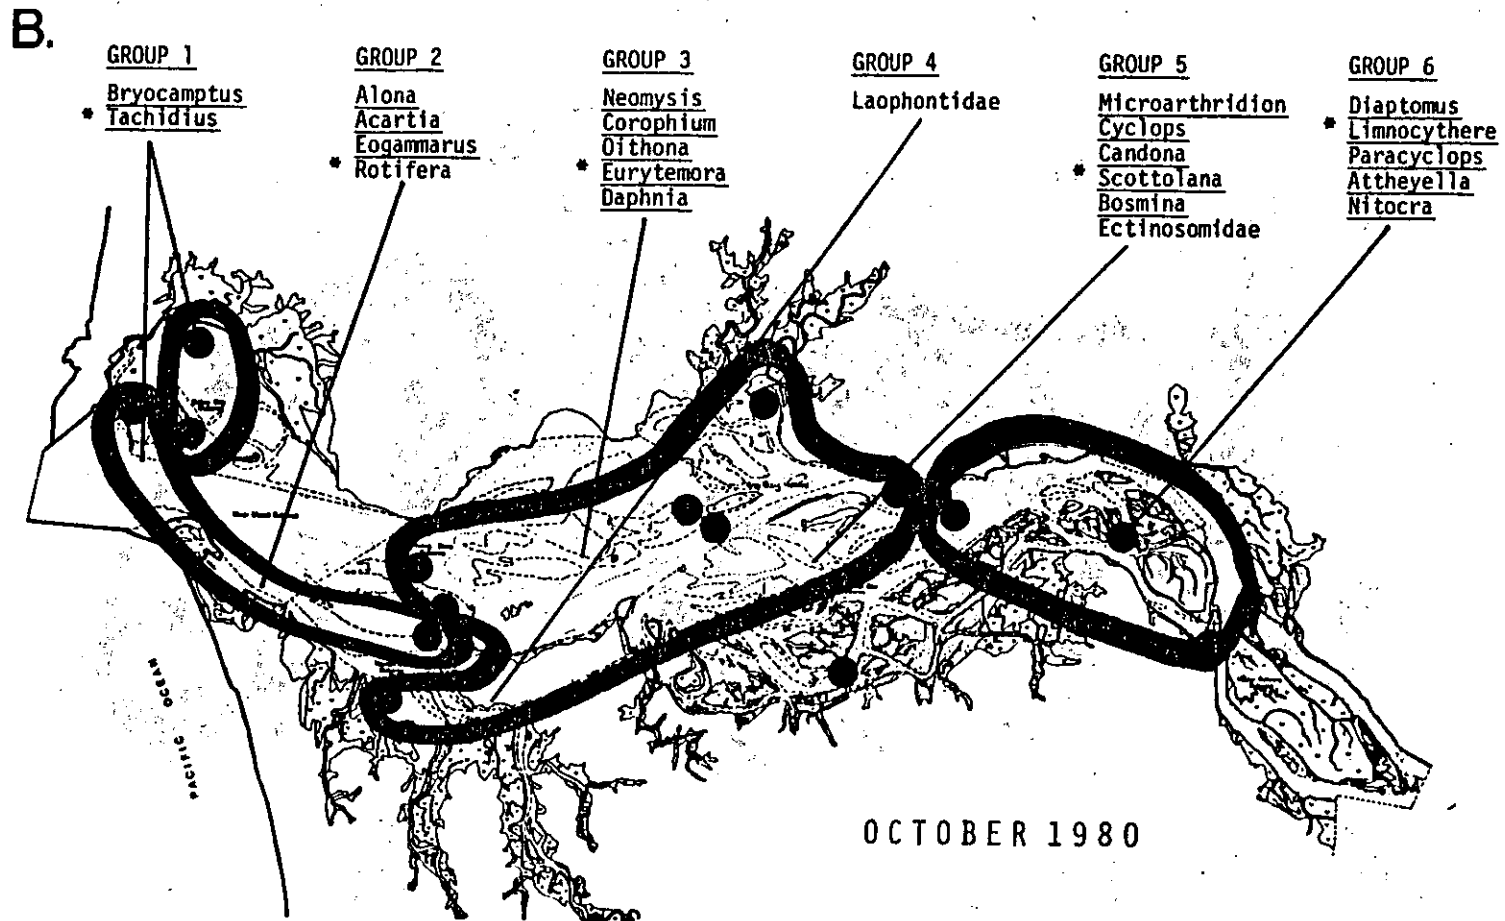 B.
GROUP 1
Bryocamptus
* Tachidius
GROUP 2
Alona
Acartia
Eogammarus
* Rotifera
GROUP 3
Neomysis
Corophium
Oithona
* Eurytemora
Daphnia
GROUP 4
Laophontidae
GROUP 5
Microarthridion
Cyclops
Candona
* Scottolana
Bosmina
Ectinosomidae
GROUP 6
Diaptomus
* Limnocythere
Paracyclops
Attheyella
Nitocra
PACIFIC OCEAN
OCTOBER 1980